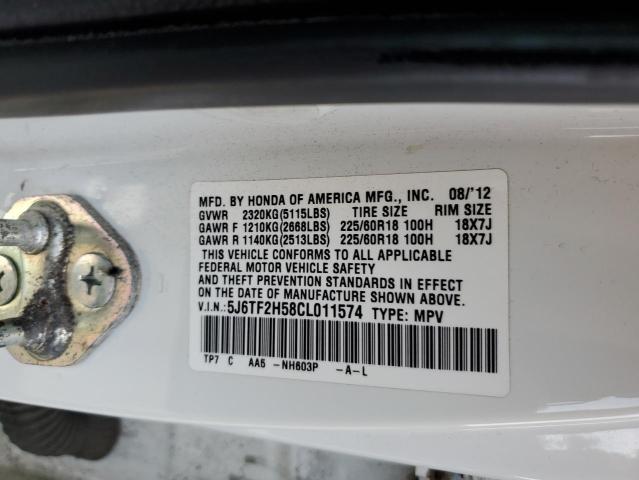 MFD. BY HONDA OF AMERICA MFG., INC. 08/'12
GVWR 2320KG(5115LBS) TIRE SIZE RIM SIZE
GAWR F 1210KG(2668LBS) 225/60R18 100H 18X7J
GAWR R 1140KG(2513LBS) 225/60R18 100H 18X7J
THIS VEHICLE CONFORMS TO ALL APPLICABLE
FEDERAL MOTOR VEHICLE SAFETY
AND THEFT PREVENTION STANDARDS IN EFFECT
ON THE DATE OF MANUFACTURE SHOWN ABOVE.
V.I.N.: 5J6TF2H58CL011574 TYPE: MPV
TP7 C AA5 -NH603P -A-L